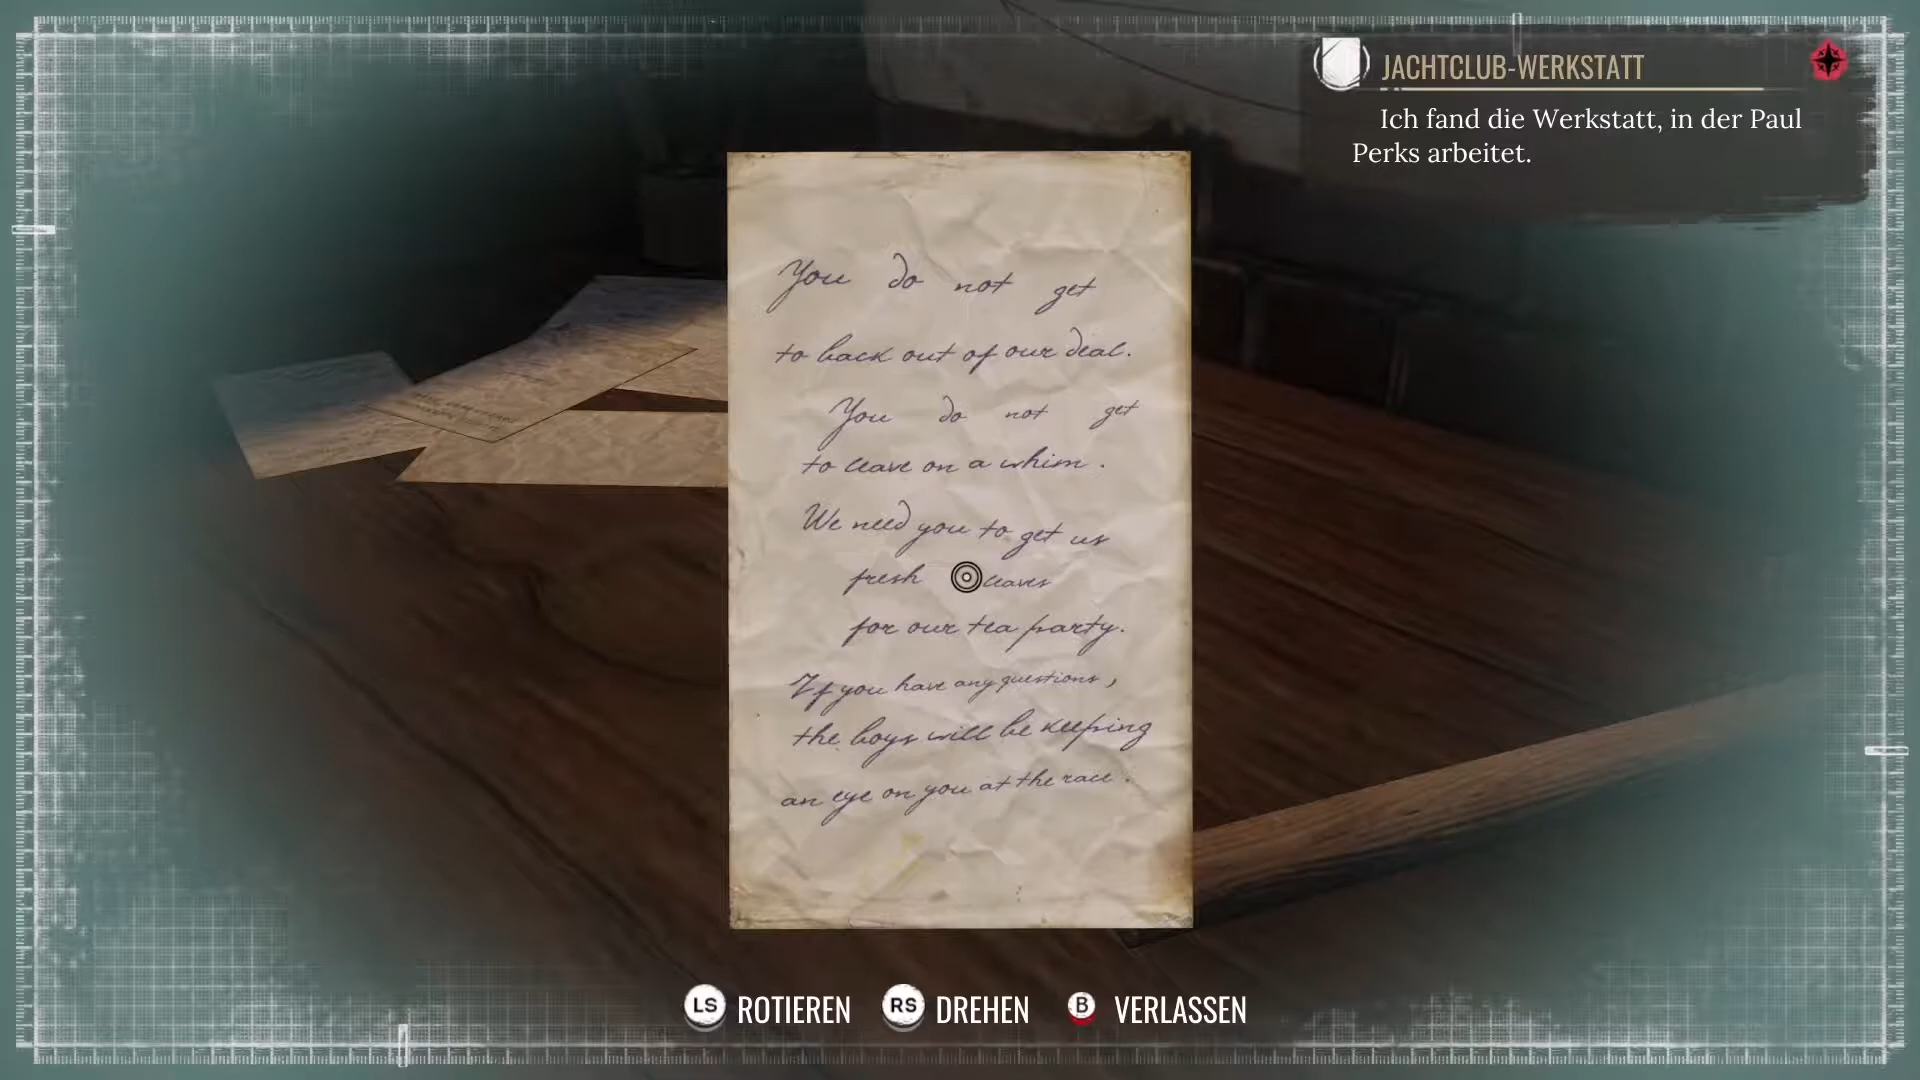 JACHTCLUB-WERKSTATT
Ich fand die Werkstatt, in der Paul
Perks arbeitet.
You do not get
to back out of our deal.
You do not get
to leave on a whim.
We need you to get us
fresh leaves
for our tea party.
If you have any questions,
the boys will be keeping
an eye on you at the race.
LS ROTIEREN RS DREHEN B VERLASSEN